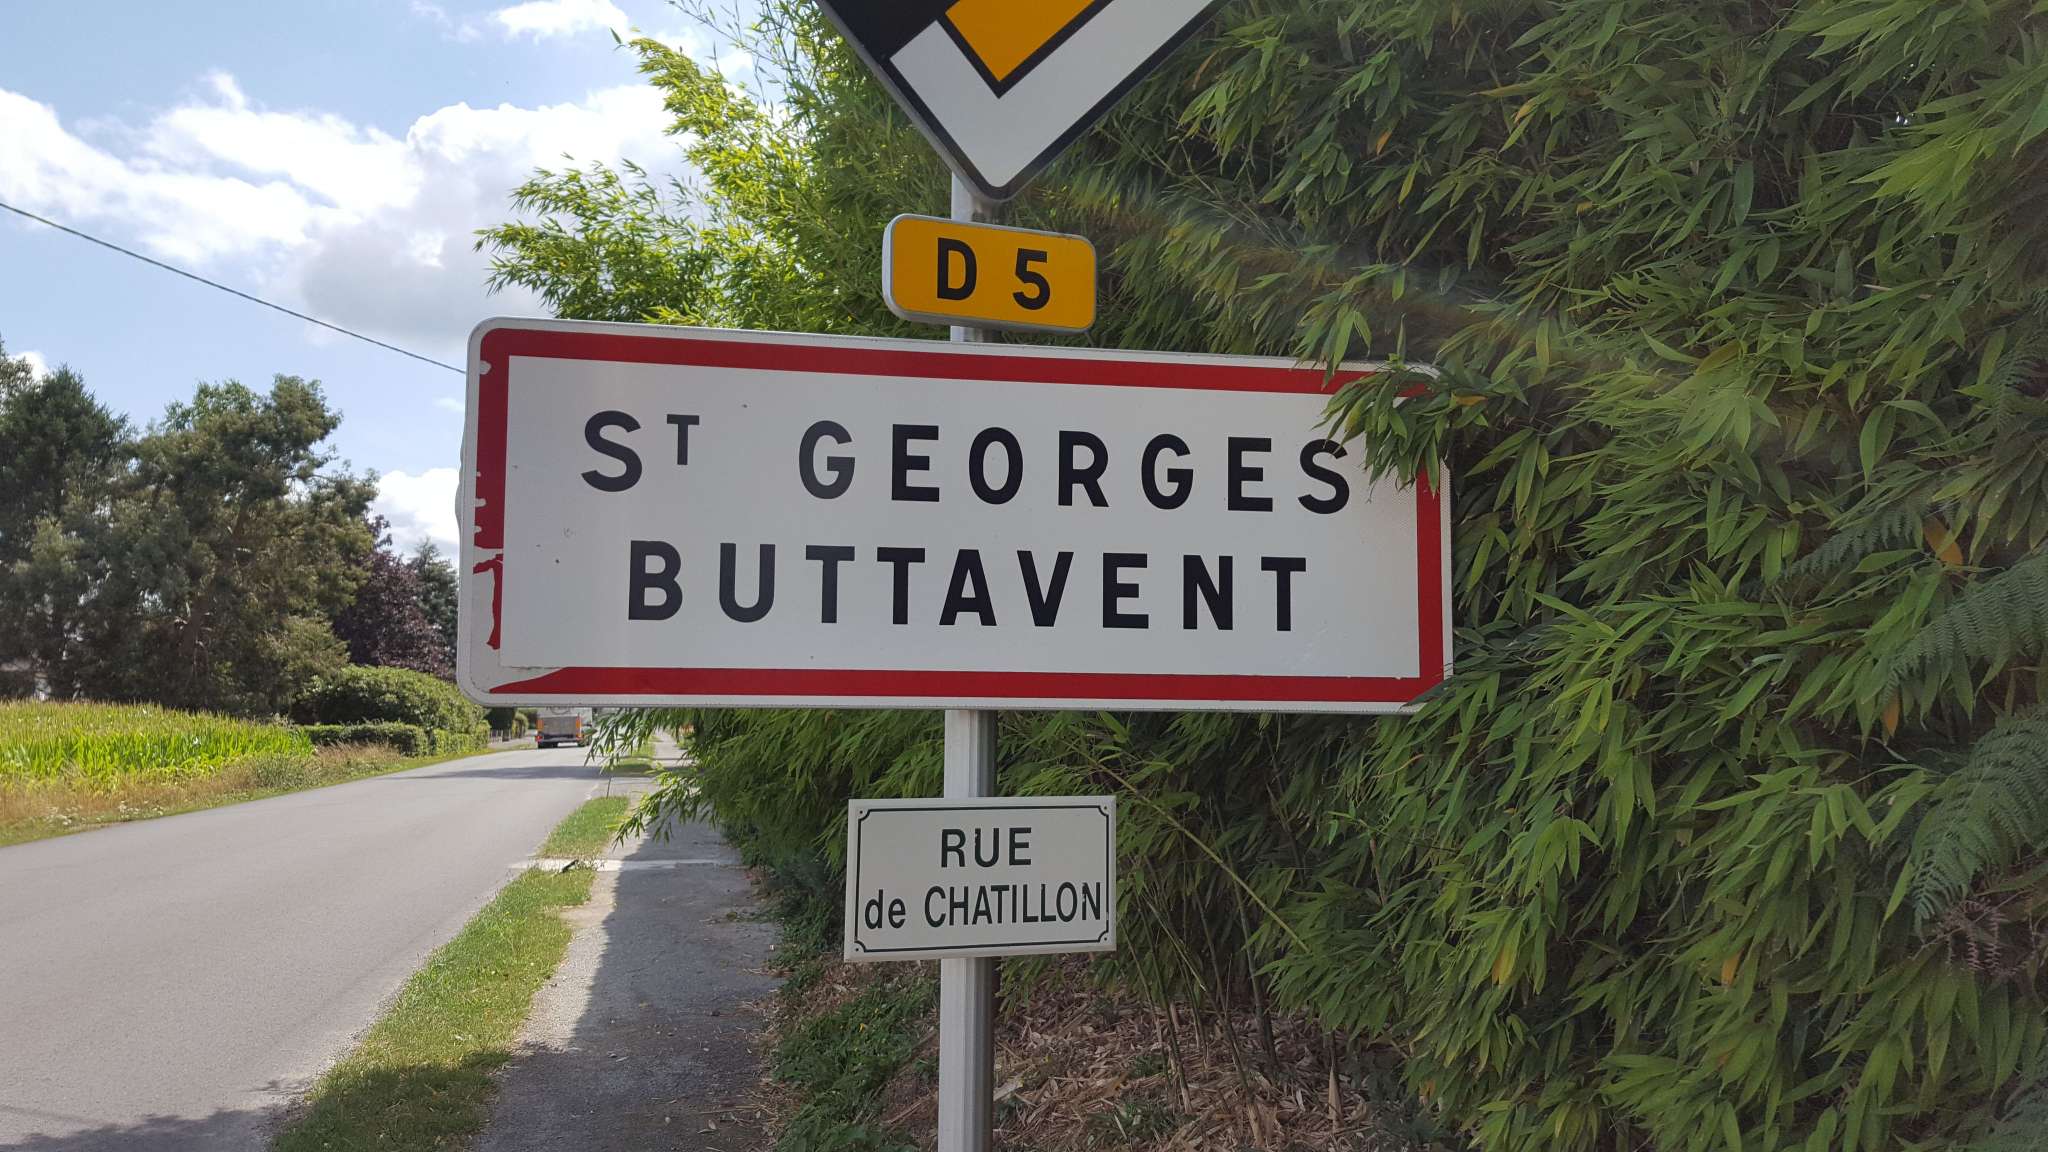 D 5
ST GEORGES
BUTTAVENT
RUE
de CHATILLON